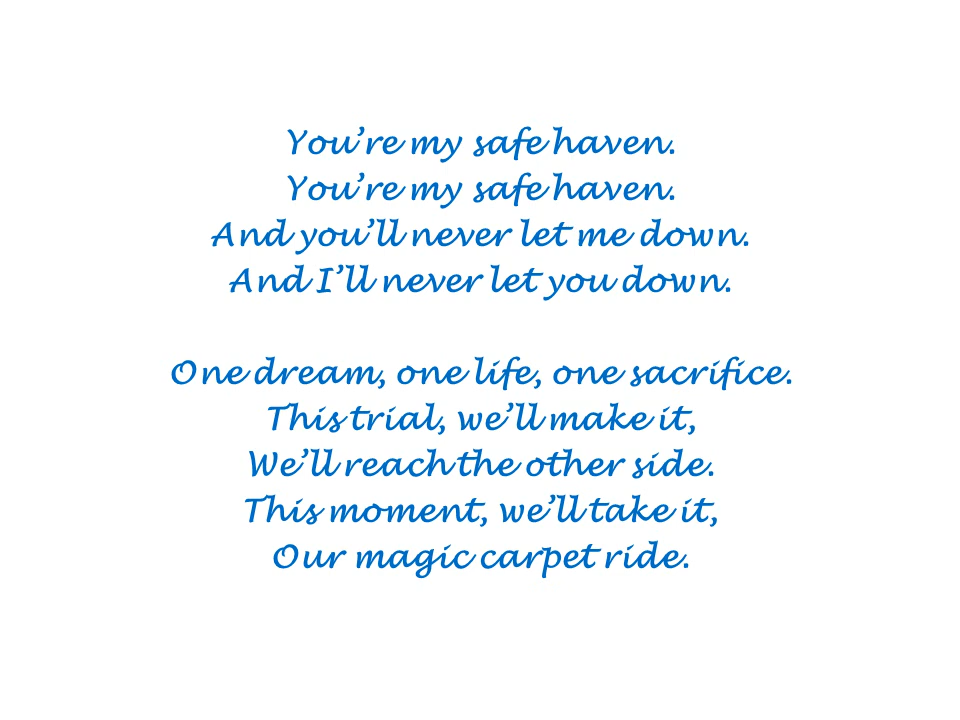 You’re my safe haven.
You’re my safe haven.
And you’ll never let me down.
And I’ll never let you down.
One dream, one life, one sacrifice.
This trial, we’ll make it,
We’ll reach the other side.
This moment, we’ll take it,
Our magic carpet ride.